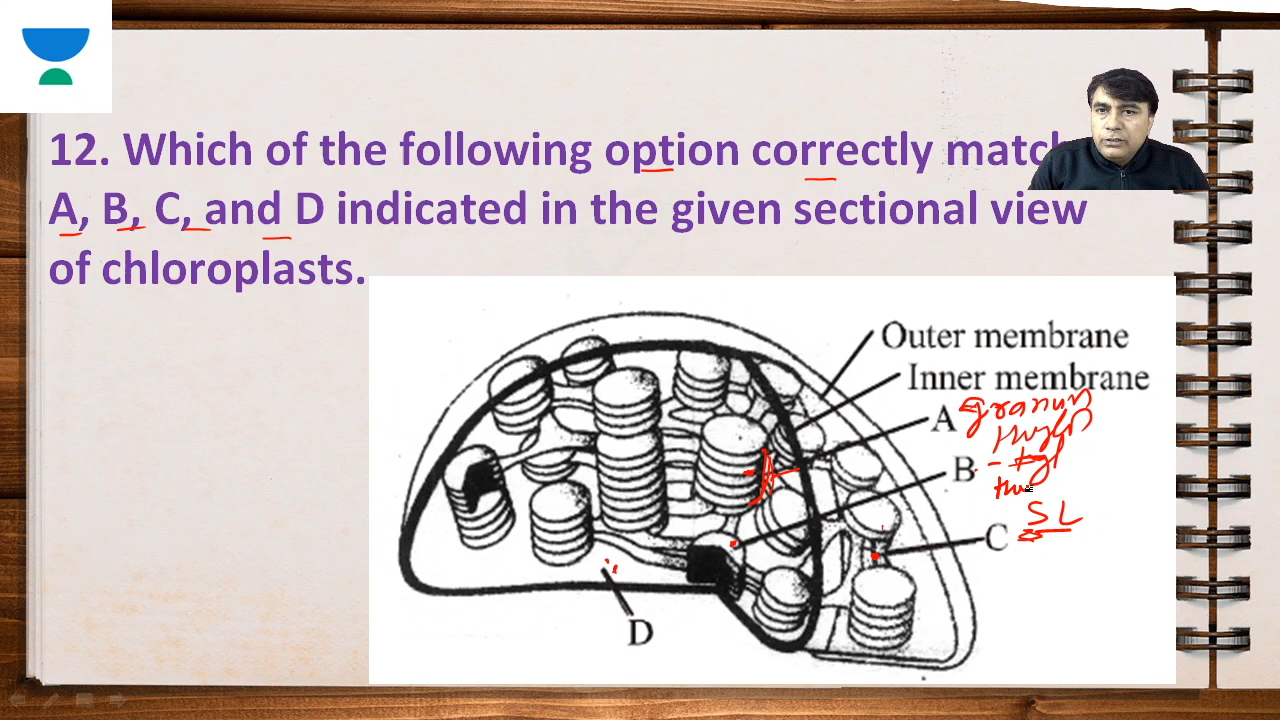 12. Which of the following option correctly match
A, B, C, and D indicated in the given sectional view
of chloroplasts.
Outer membrane
Inner membrane
A granum
B
SL
C
D